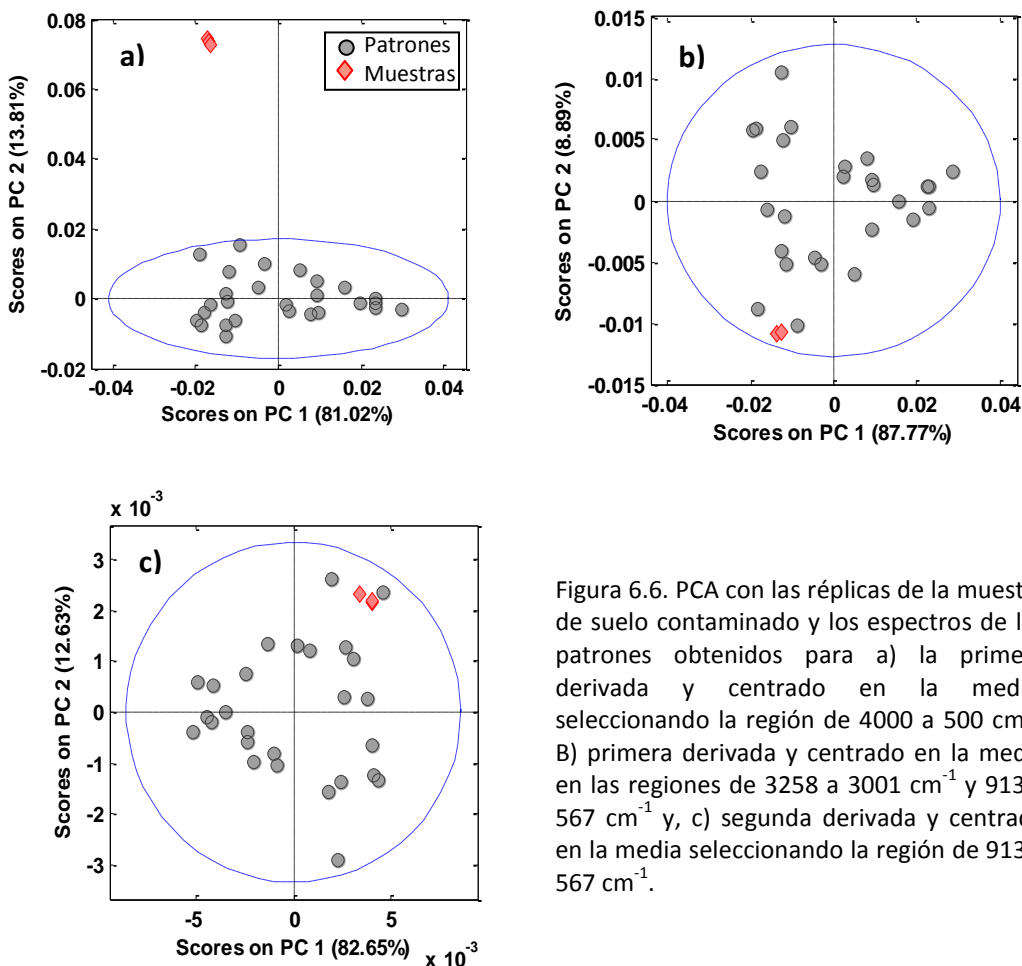 a)
Patrones
Muestras
0.08
0.06
0.04
0.02
0
-0.02
Scores on PC 2 (13.81%)
-0.04 -0.02 0 0.02 0.04
Scores on PC 1 (81.02%)
b)
0.015
0.01
0.005
0
-0.005
-0.01
-0.015
Scores on PC 2 (8.89%)
-0.04 -0.02 0 0.02 0.04
Scores on PC 1 (87.77%)
x 10⁻³
c)
3
2
1
0
-1
-2
-3
Scores on PC 2 (12.63%)
-5 0 5
Scores on PC 1 (82.65%) x 10⁻³
Figura 6.6. PCA con las réplicas de la muest
de suelo contaminado y los espectros de l
patrones obtenidos para a) la prime
derivada y centrado en la med
seleccionando la región de 4000 a 500 cm
B) primera derivada y centrado en la med
en las regiones de 3258 a 3001 cm⁻¹ y 913
567 cm⁻¹ y, c) segunda derivada y centrad
en la media seleccionando la región de 913
567 cm⁻¹.